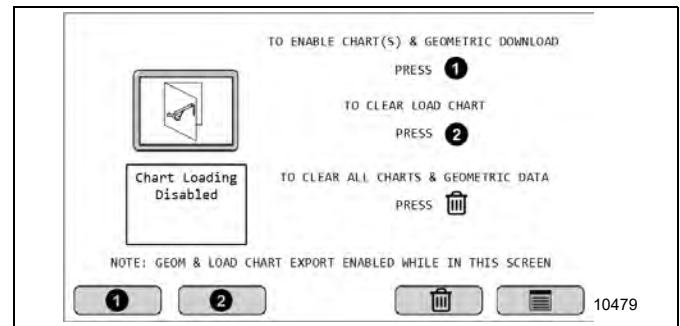 TO ENABLE CHART(S) & GEOMETRIC DOWNLOAD
PRESS 1
TO CLEAR LOAD CHART
PRESS 2
Chart Loading
Disabled
TO CLEAR ALL CHARTS & GEOMETRIC DATA
PRESS
NOTE: GEOM & LOAD CHART EXPORT ENABLED WHILE IN THIS SCREEN
1 2
10479